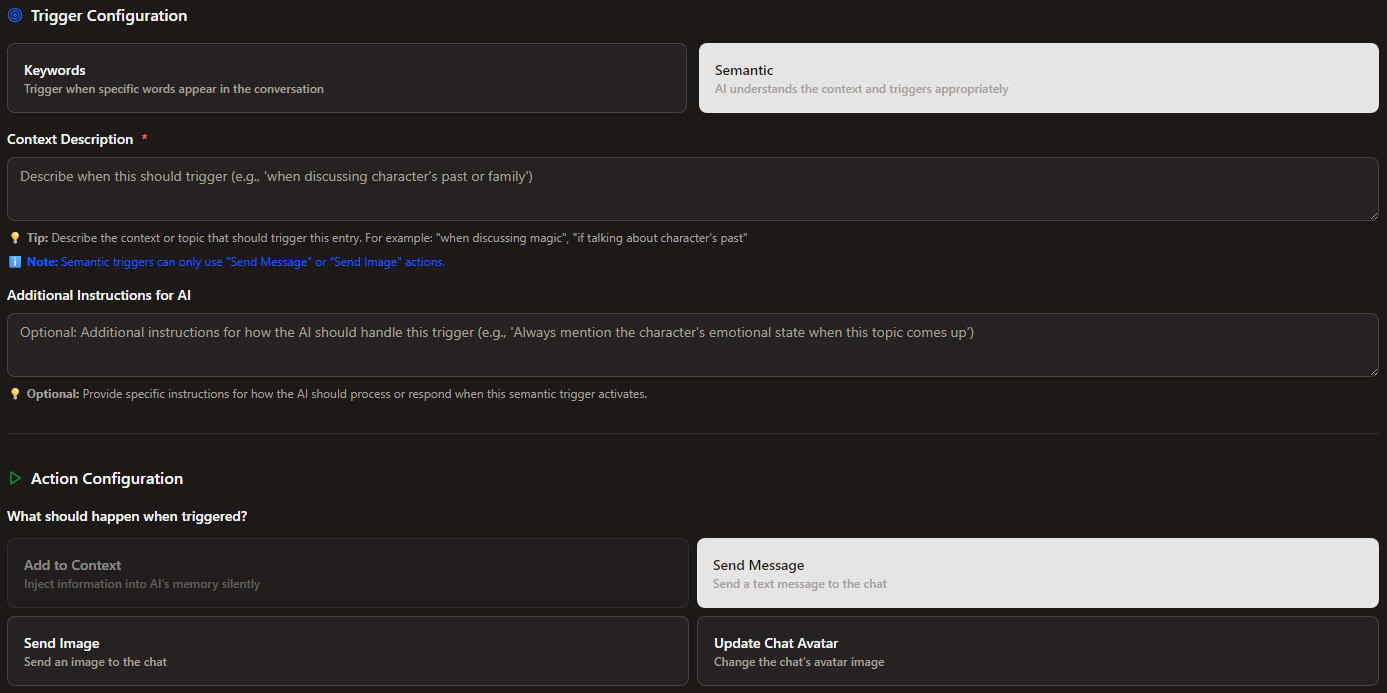 Trigger Configuration
Keywords
Trigger when specific words appear in the conversation
Semantic
AI understands the context and triggers appropriately
Context Description *
Describe when this should trigger (e.g., 'when discussing character's past or family')
💡 Tip: Describe the context or topic that should trigger this entry. For example: "when discussing magic", "if talking about character's past"
ℹ️ Note: Semantic triggers can only use "Send Message" or "Send Image" actions.
Additional Instructions for AI
Optional: Additional instructions for how the AI should handle this trigger (e.g., 'Always mention the character's emotional state when this topic comes up')
💡 Optional: Provide specific instructions for how the AI should process or respond when this semantic trigger activates.
Action Configuration
What should happen when triggered?
Add to Context
Inject information into AI's memory silently
Send Message
Send a text message to the chat
Send Image
Send an image to the chat
Update Chat Avatar
Change the chat's avatar image